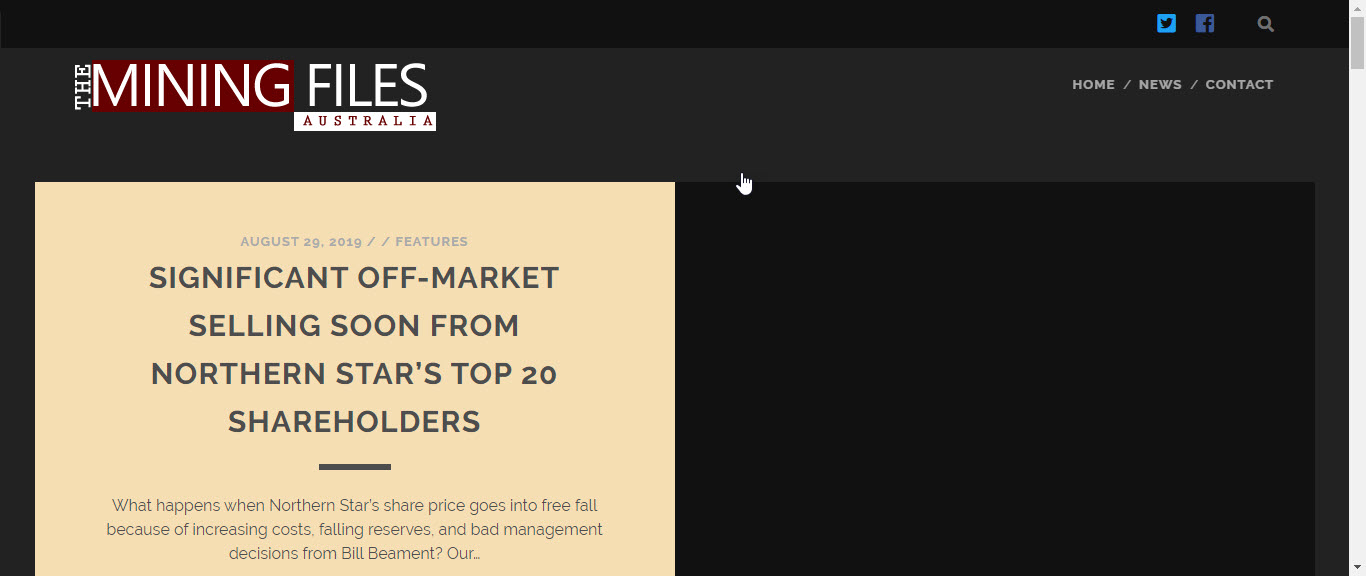 THE MINING FILES
AUSTRALIA
HOME / NEWS / CONTACT
AUGUST 29, 2019 / / FEATURES
SIGNIFICANT OFF-MARKET
SELLING SOON FROM
NORTHERN STAR’S TOP 20
SHAREHOLDERS
What happens when Northern Star’s share price goes into free fall
because of increasing costs, falling reserves, and bad management
decisions from Bill Beament? Our…